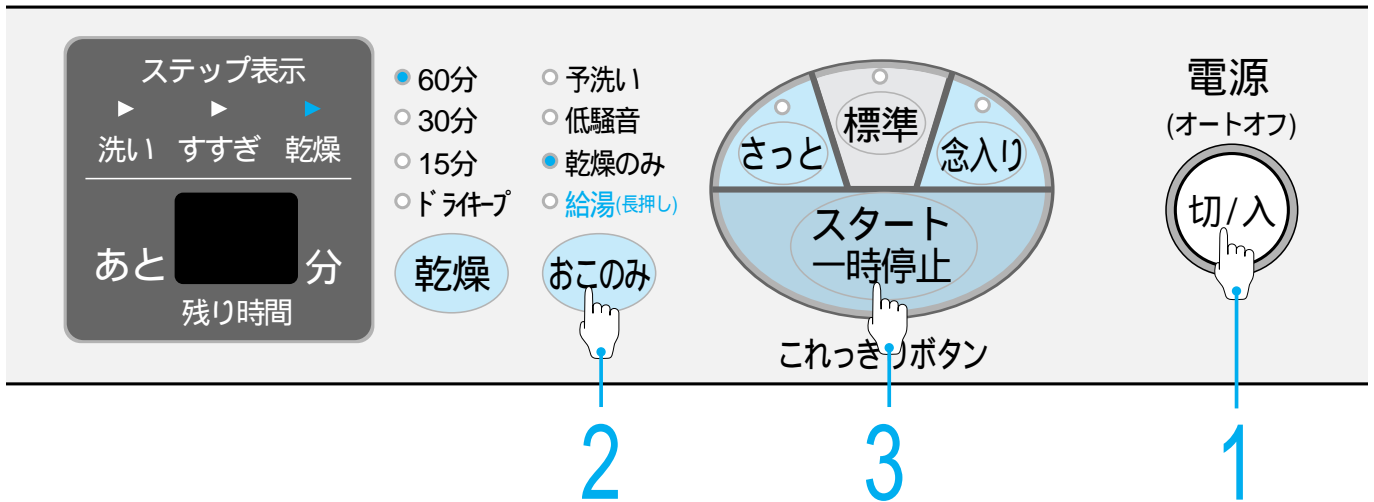 ステップ表示
洗い すすぎ 乾燥
あと 分
残り時間
60分
30分
15分
ドライキープ
乾燥
予洗い
低騒音
乾燥のみ
給湯(長押し)
おこのみ
さっと
標準
念入り
スタート
一時停止
これっきりボタン
電源
(オートオフ)
切/入
2
3
1